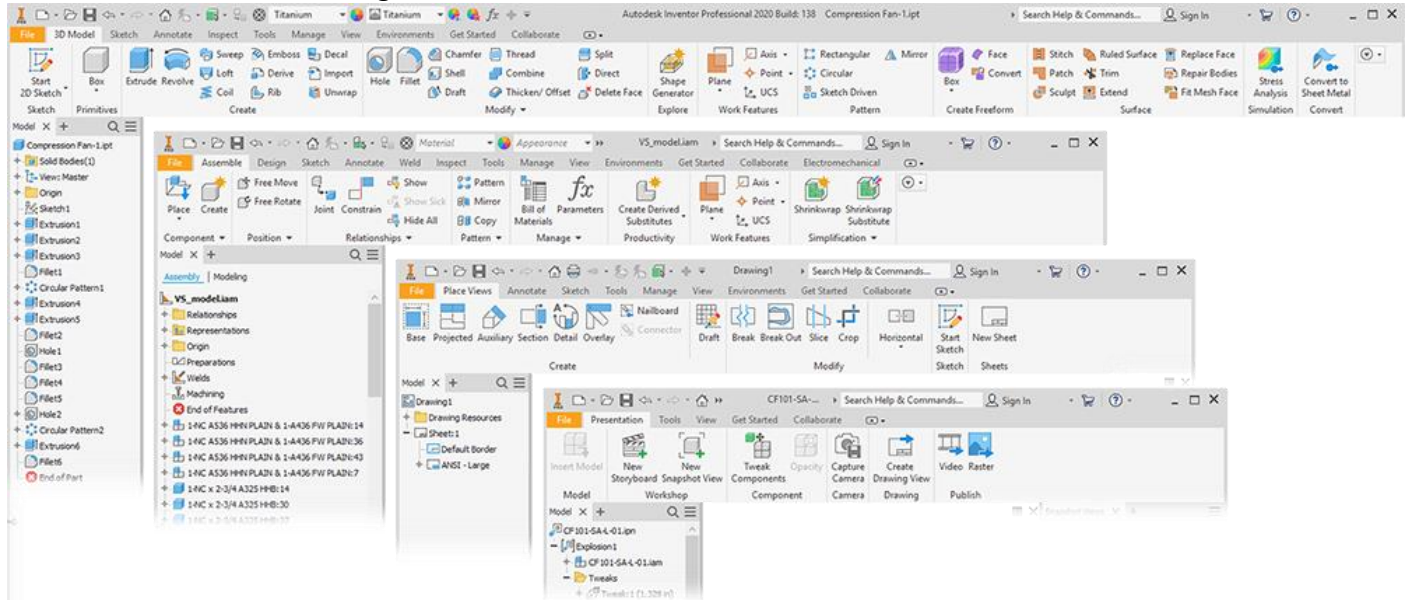 Titanium Titanium Autodesk Inventor Professional 2020 Build: 138 Compression Fan-1.ipt Search Help & Commands... Sign In
File 3D Model Sketch Annotate Inspect Tools Manage View Environments Get Started Collaborate
Sweep Emboss Decal Chamfer Thread Split Axis Rectangular Mirror Face Stitch Ruled Surface Replace Face
Loft Derive Import Shell Combine Direct Point Circular Convert Patch Trim Repair Bodies
Coil Rib Unwrap Draft Thicken/ Offset Delete Face UCS Sketch Driven Sculpt Extend Fit Mesh Face
Start 2D Sketch Box Extrude Revolve Hole Fillet Shape Generator Plane Box Stress Analysis Convert to Sheet Metal
Sketch Primitives Create Modify Explore Work Features Pattern Create Freeform Surface Simulation Convert
Model
Compression Fan-1.ipt
Solid Bodies(1)
View: Master
Origin
Sketch1
Extrusion1
Extrusion2
Extrusion3
Fillet1
Circular Pattern1
Extrusion4
Extrusion5
Fillet2
Hole1
Fillet3
Fillet4
Fillet5
Hole2
Circular Pattern2
Extrusion6
Fillet6
End of Part
Material Appearance VS_model.iam Search Help & Commands... Sign In
File Assemble Design Sketch Annotate Weld Inspect Tools Manage View Environments Get Started Collaborate Electromechanical
Free Move Show Pattern Axis
Free Rotate Show Sick Mirror Point
Hide All Copy UCS
Place Create Joint Constrain Bill of Materials Parameters Create Derived Substitutes Plane Shrinkwrap Shrinkwrap Substitute
Component Position Relationships Pattern Manage Productivity Work Features Simplification
Model
Assembly | Modeling
VS_model.iam
Relationships
Representations
Origin
Preparations
Welds
Machining
End of Features
1-NC A536 HHN PLAIN & 1-A436 FW PLAIN:14
1-NC A536 HHN PLAIN & 1-A436 FW PLAIN:36
1-NC A536 HHN PLAIN & 1-A436 FW PLAIN:43
1-NC A536 HHN PLAIN & 1-A436 FW PLAIN:7
1-NC x 2-3/4 A325 HHB:14
1-NC x 2-3/4 A325 HHB:30
1-NC x 2-3/4 A325 HHB:37
Drawing1 Search Help & Commands... Sign In
File Place Views Annotate Sketch Tools Manage View Environments Get Started Collaborate
Nailboard
Connector
Base Projected Auxiliary Section Detail Overlay Draft Break Break Out Slice Crop Horizontal Start Sketch New Sheet
Create Modify Sketch Sheets
Model
Drawing1
Drawing Resources
Sheet:1
Default Border
ANSI - Large
CF101-SA-... Search Help & Commands... Sign In
File Presentation Tools View Get Started Collaborate
Insert Model New Storyboard New Snapshot View Tweak Components Opacity Capture Camera Create Drawing View Video Raster
Model Workshop Component Camera Drawing Publish
Model
CF101-SA-L-01.ipn
Explosion1
CF101-SA-L-01.iam
Tweaks
Tweak:1 (1.328 in)